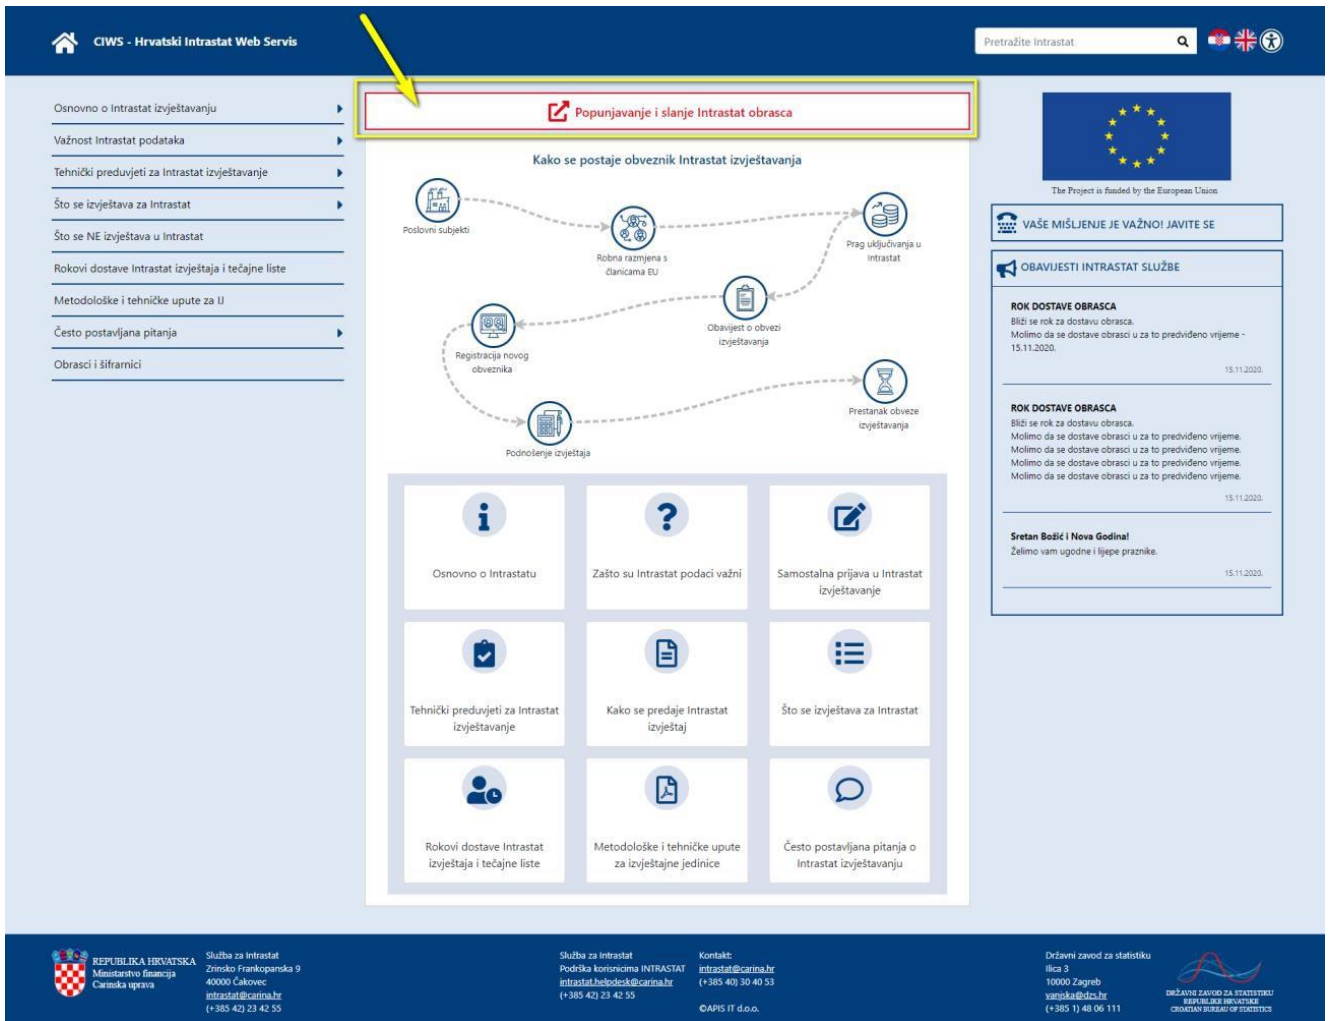 CIWS - Hrvatski Intrastat Web Servis
Pretražite Intrastat
Osnovno o Intrastat izvještavanju
Važnost Intrastat podataka
Tehnički preduvjeti za Intrastat izvještavanje
Što se izvještava za Intrastat
Što se NE izvještava u Intrastat
Rokovi dostave Intrastat izvještaja i tečajne liste
Metodološke i tehničke upute za IJ
Često postavljana pitanja
Obrasci i šifrarnici
Popunjavanje i slanje Intrastat obrasca
Kako se postaje obveznik Intrastat izvještavanja
Poslovni subjekti
Robna razmjena s
članicama EU
Prag uključivanja u
Intrastat
Obavijest o obvezi
izvještavanja
Registracija novog
obveznika
Podnošenje izvještaja
Prestanak obveze
izvještavanja
Osnovno o Intrastatu
Zašto su Intrastat podaci važni
Samostalna prijava u Intrastat
izvještavanje
Tehnički preduvjeti za Intrastat
izvještavanje
Kako se predaje Intrastat
izvještaj
Što se izvještava za Intrastat
Rokovi dostave Intrastat
izvještaja i tečajne liste
Metodološke i tehničke upute
za izvještajne jedinice
Često postavljana pitanja o
Intrastat izvještavanju
The Project is funded by the European Union
VAŠE MIŠLJENJE JE VAŽNO! JAVITE SE
OBAVIJESTI INTRASTAT SLUŽBE
ROK DOSTAVE OBRASCA
Bliži se rok za dostavu obrasca.
Molimo da se dostave obrasci u za to predviđeno vrijeme -
15.11.2020.
15.11.2020.
ROK DOSTAVE OBRASCA
Bliži se rok za dostavu obrasca.
Molimo da se dostave obrasci u za to predviđeno vrijeme.
Molimo da se dostave obrasci u za to predviđeno vrijeme.
Molimo da se dostave obrasci u za to predviđeno vrijeme.
Molimo da se dostave obrasci u za to predviđeno vrijeme.
15.11.2020.
Sretan Božić i Nova Godina!
Želimo vam ugodne i lijepe praznike.
15.11.2020.
REPUBLIKA HRVATSKA
Ministarstvo financija
Carinska uprava
Služba za Intrastat
Zrinsko Frankopanska 9
40000 Čakovec
intrastat@carina.hr
(+385 42) 23 42 55
Služba za Intrastat
Podrška korisnicima INTRASTAT
intrastat.helpdesk@carina.hr
(+385 42) 23 42 55
Kontakt:
intrastat@carina.hr
(+385 40) 30 40 53
©APIS IT d.o.o.
Državni zavod za statistiku
Ilica 3
10000 Zagreb
vanjska@dzs.hr
(+385 1) 48 06 111
DRŽAVNI ZAVOD ZA STATISTIKU
REPUBLIKE HRVATSKE
CROATIAN BUREAU OF STATISTICS